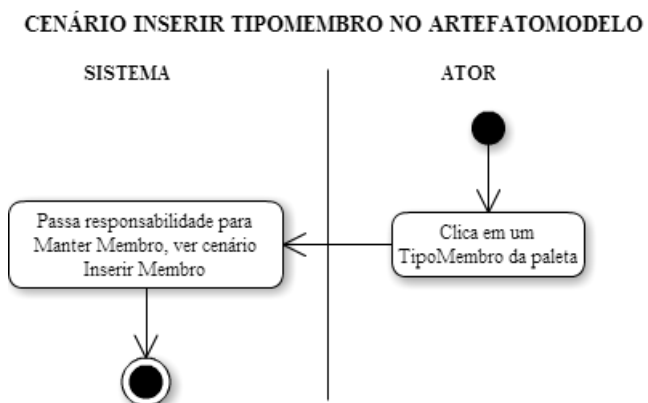 CENÁRIO INSERIR TIPOMEMBRO NO ARTEFATOMODELO
SISTEMA
ATOR
Passa responsabilidade para
Manter Membro, ver cenário
Inserir Membro
Clica em um
TipoMembro da paleta